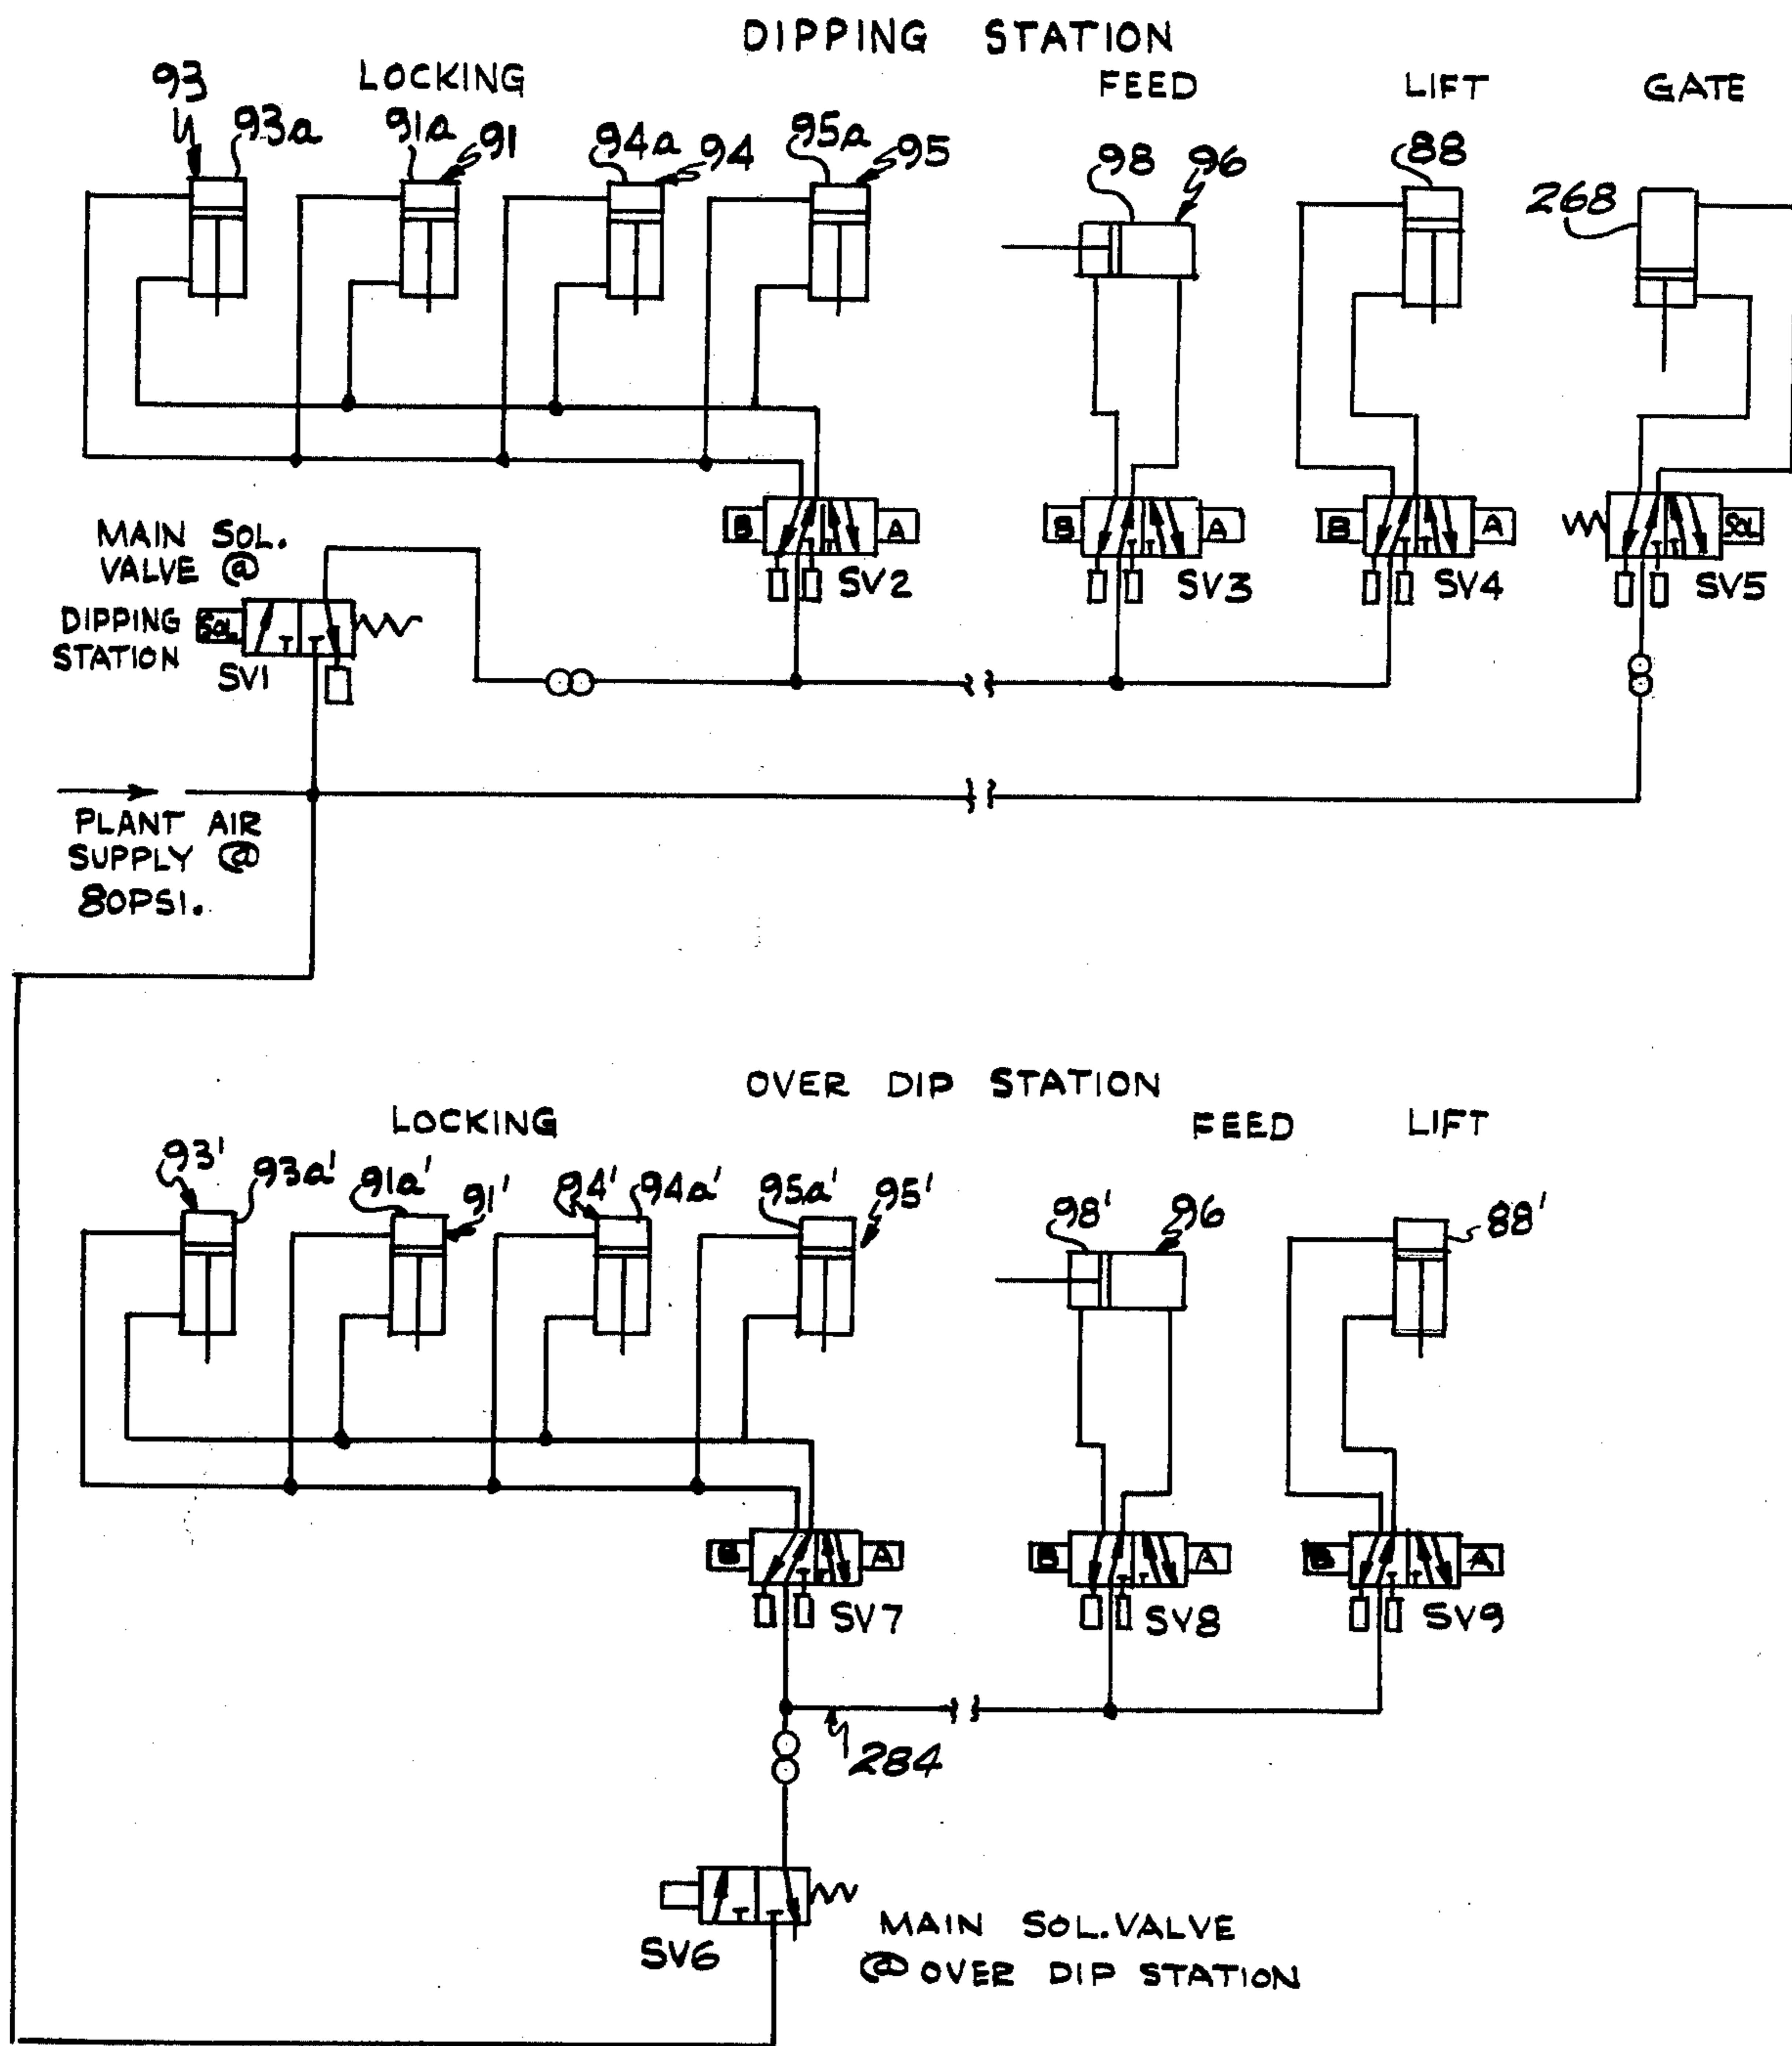 DIPPING STATION
LOCKING
FEED
LIFT
GATE
93
93a
91a
91
94a
94
95a
95
98
96
88
268
B
A
SV2
B
A
SV3
B
A
SV4
SOL
SV5
MAIN SOL.
VALVE @
DIPPING
STATION
SOL
SV1
PLANT AIR
SUPPLY @
80PSI.
OVER DIP STATION
LOCKING
FEED
LIFT
93'
93a'
91a'
91'
94'
94a'
95a'
95'
98'
96
88'
B
A
SV7
B
A
SV8
B
A
SV9
284
SV6
MAIN SOL.VALVE
@ OVER DIP STATION